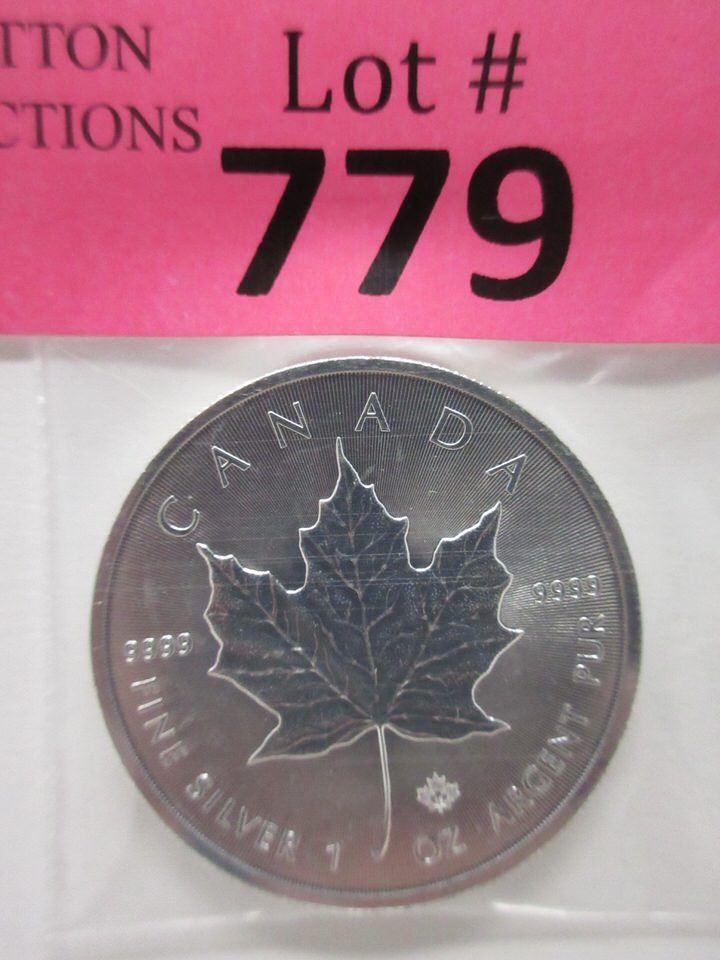 TTON
CTIONS
Lot #
779
CANADA
9999
9999
FINE SILVER 1 OZ ARGENT PUR